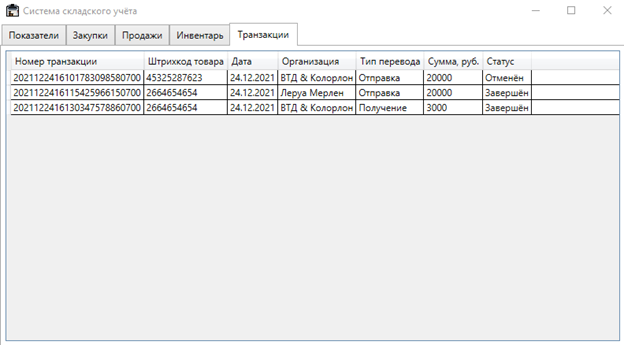 Система складского учёта
Показатели Закупки Продажи Инвентарь Транзакции
Номер транзакции Штрихкод товара Дата Организация Тип перевода Сумма, руб. Статус
2021122416101783098580700 45325287623 24.12.2021 ВТД & Колорлон Отправка 20000 Отменён
2021122416115425966150700 2664654654 24.12.2021 Леруа Мерлен Отправка 20000 Завершён
2021122416130347578860700 2664654654 24.12.2021 ВТД & Колорлон Получение 3000 Завершён